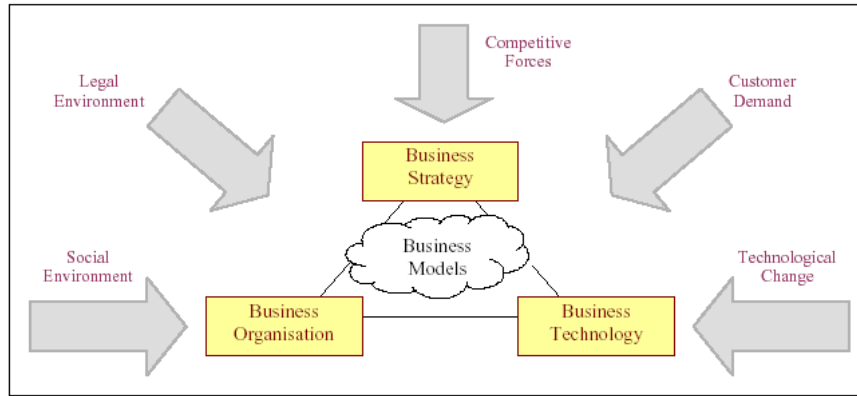 Competitive
Forces
Legal
Environment
Customer
Demand
Business
Strategy
Business
Models
Social
Environment
Technological
Change
Business
Organisation
Business
Technology